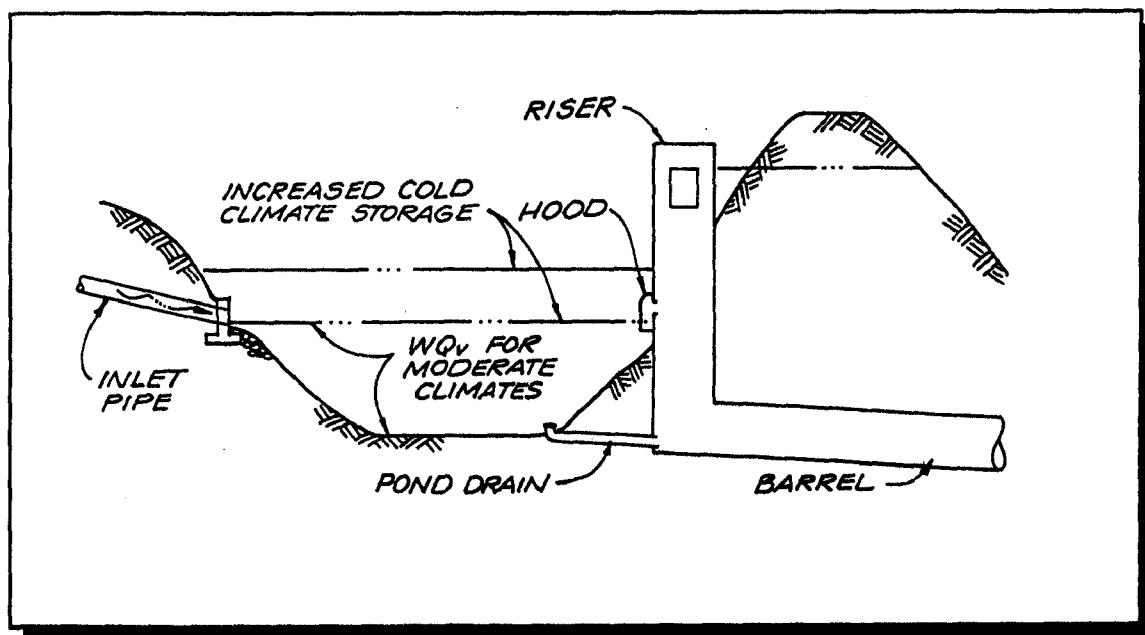 RISER
INCREASED COLD
CLIMATE STORAGE
HOOD
WQv FOR
MODERATE
CLIMATES
INLET
PIPE
POND DRAIN
BARREL